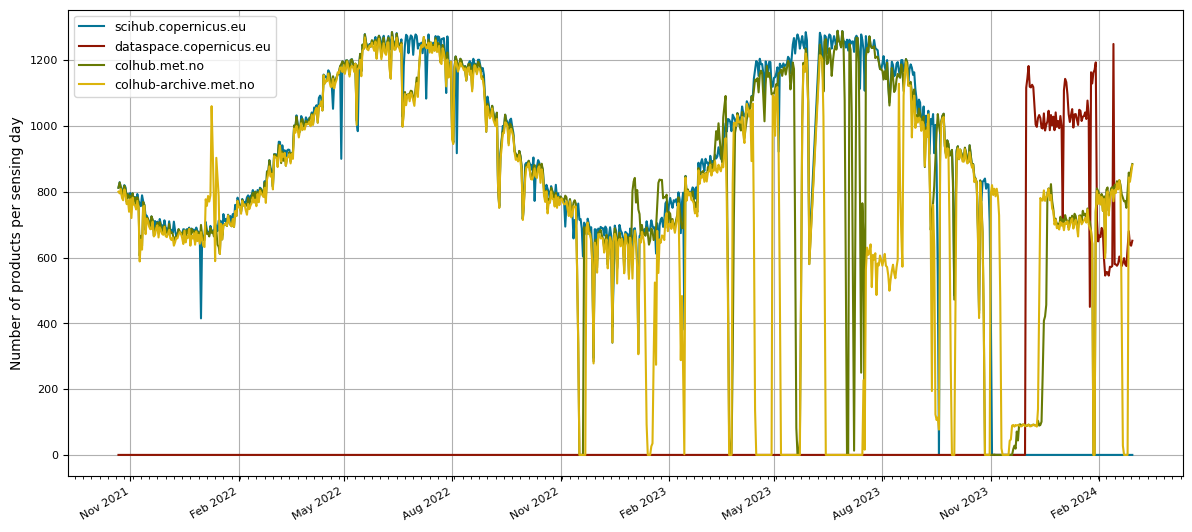 scihub.copernicus.eu
dataspace.copernicus.eu
colhub.met.no
colhub-archive.met.no
Number of products per sensing day
1200
1000
800
600
400
200
0
Nov 2021
Feb 2022
May 2022
Aug 2022
Nov 2022
Feb 2023
May 2023
Aug 2023
Nov 2023
Feb 2024